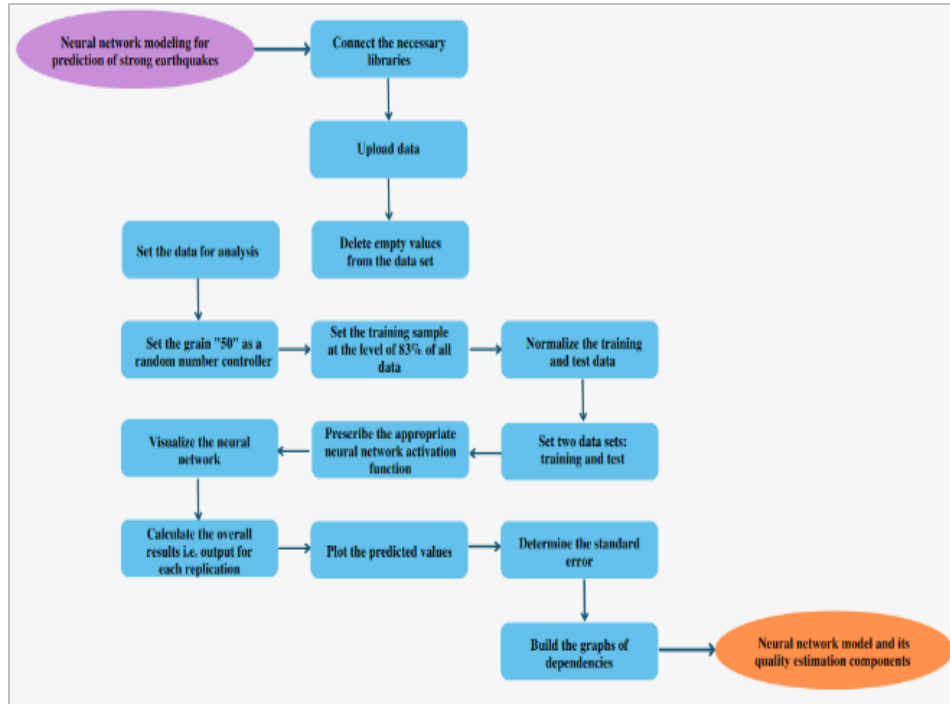 Neural network modeling for
prediction of strong earthquakes
Connect the necessary
libraries
Upload data
Delete empty values
from the data set
Set the data for analysis
Set the grain "50" as a
random number controller
Set the training sample
at the level of 83% of all
data
Normalize the training
and test data
Set two data sets:
training and test
Prescribe the appropriate
neural network activation
function
Visualize the neural
network
Calculate the overall
results i.e. output for
each replication
Plot the predicted values
Determine the standard
error
Build the graphs of
dependencies
Neural network model and its
quality estimation components